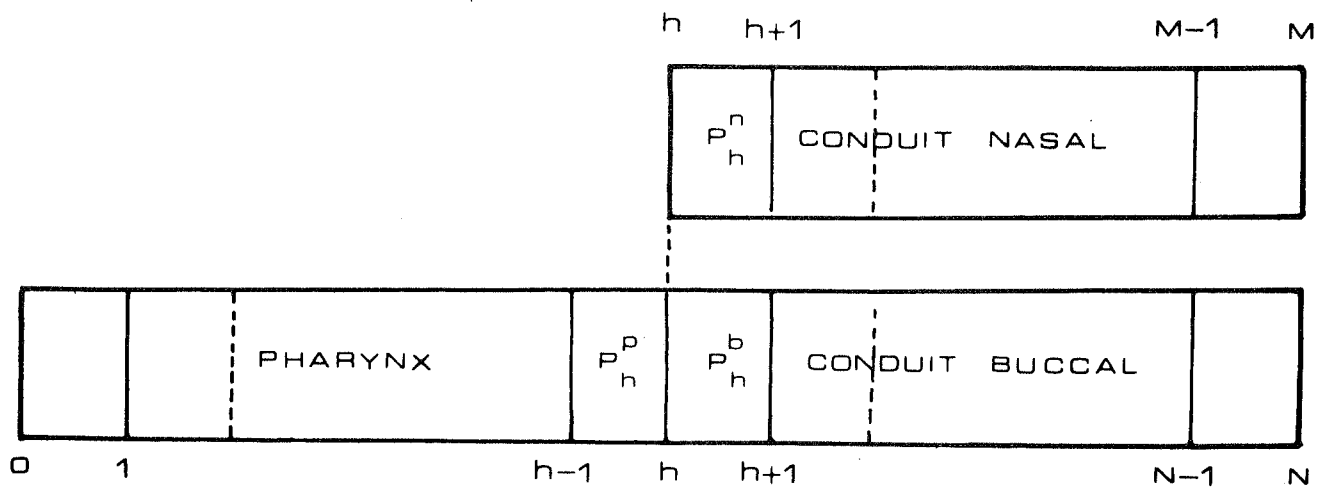 h h+1 M-1 M
P^n_h CONDUIT NASAL
PHARYNX P^p_h P^b_h CONDUIT BUCCAL
0 1 h-1 h h+1 N-1 N